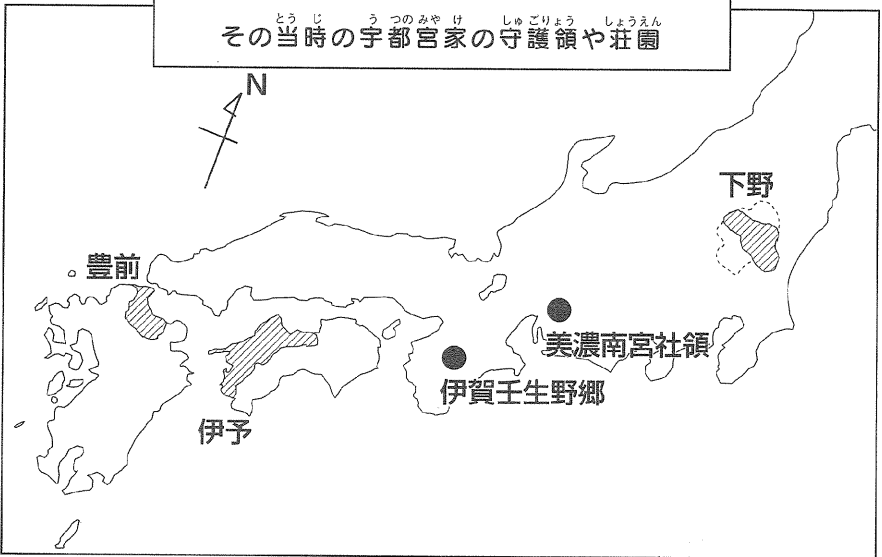 その当時の宇都宮家の守護領や荘園
とうじ うつのみやけ しゅごりょう しょうえん
N
下野
豊前
美濃南宮社領
伊賀壬生野郷
伊予